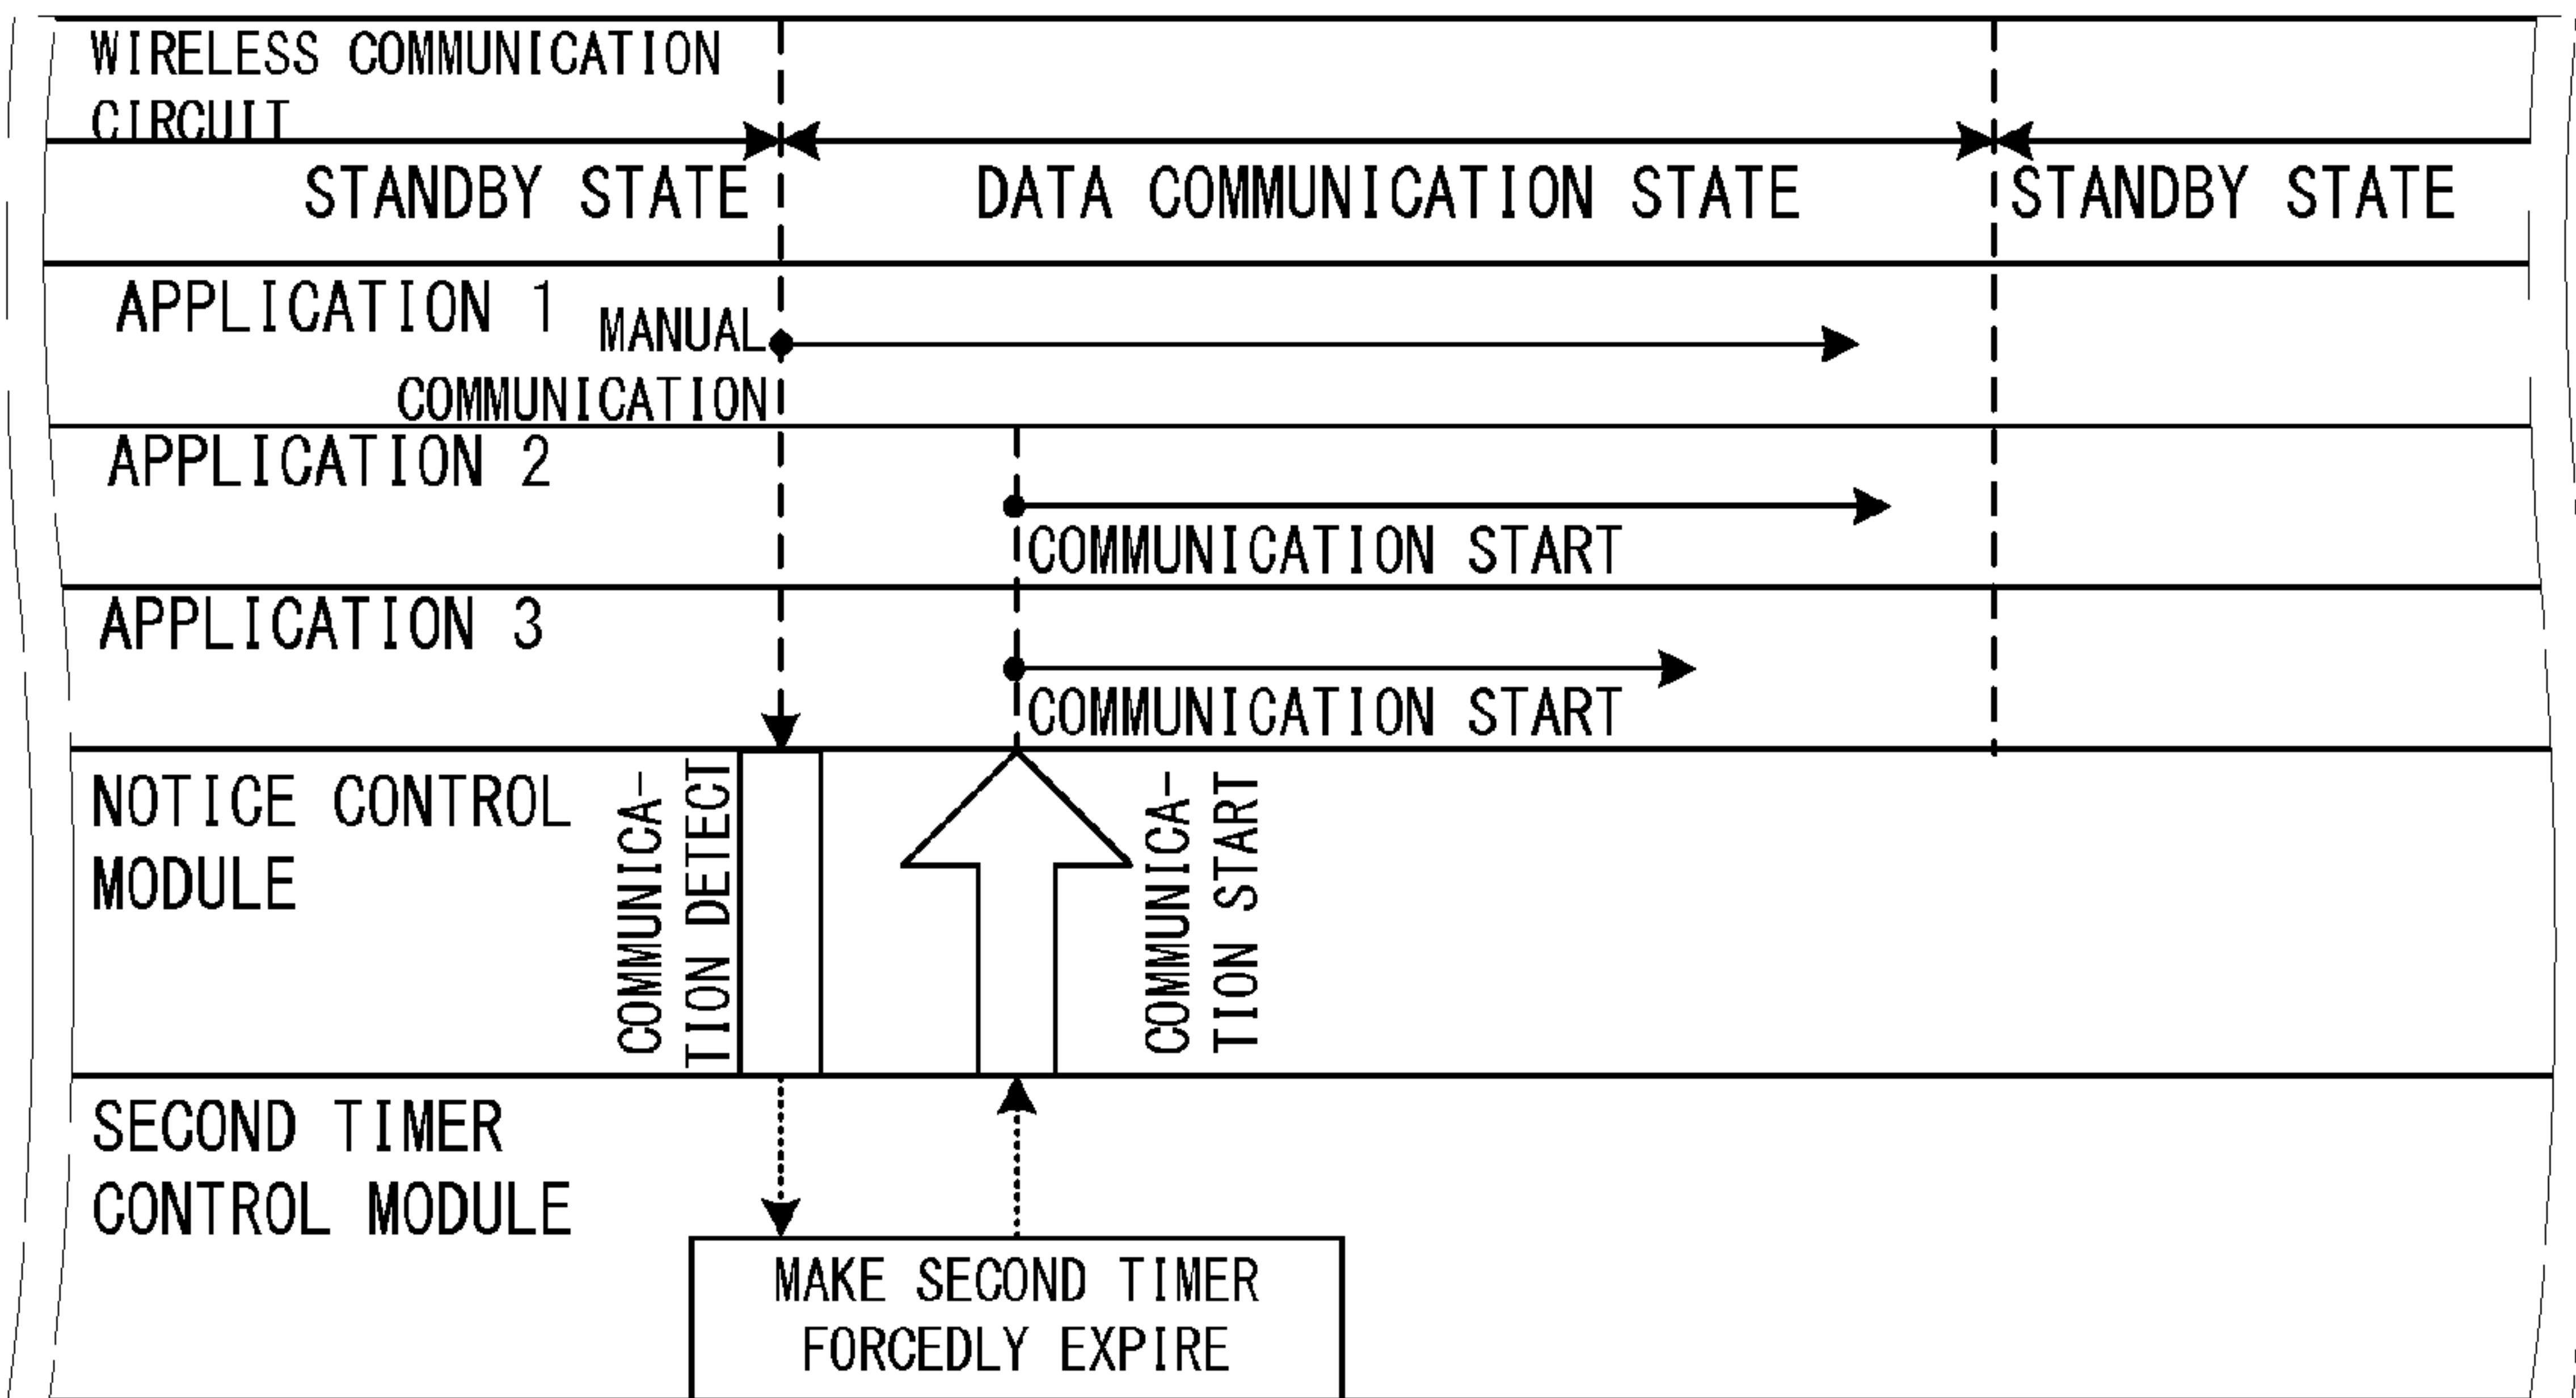 WIRELESS COMMUNICATION
CIRCUIT
STANDBY STATE
DATA COMMUNICATION STATE
STANDBY STATE
APPLICATION 1
MANUAL
COMMUNICATION
APPLICATION 2
COMMUNICATION START
APPLICATION 3
COMMUNICATION START
NOTICE CONTROL
MODULE
COMMUNICA-
TION DETECT
COMMUNICA-
TION START
SECOND TIMER
CONTROL MODULE
MAKE SECOND TIMER
FORCEDLY EXPIRE